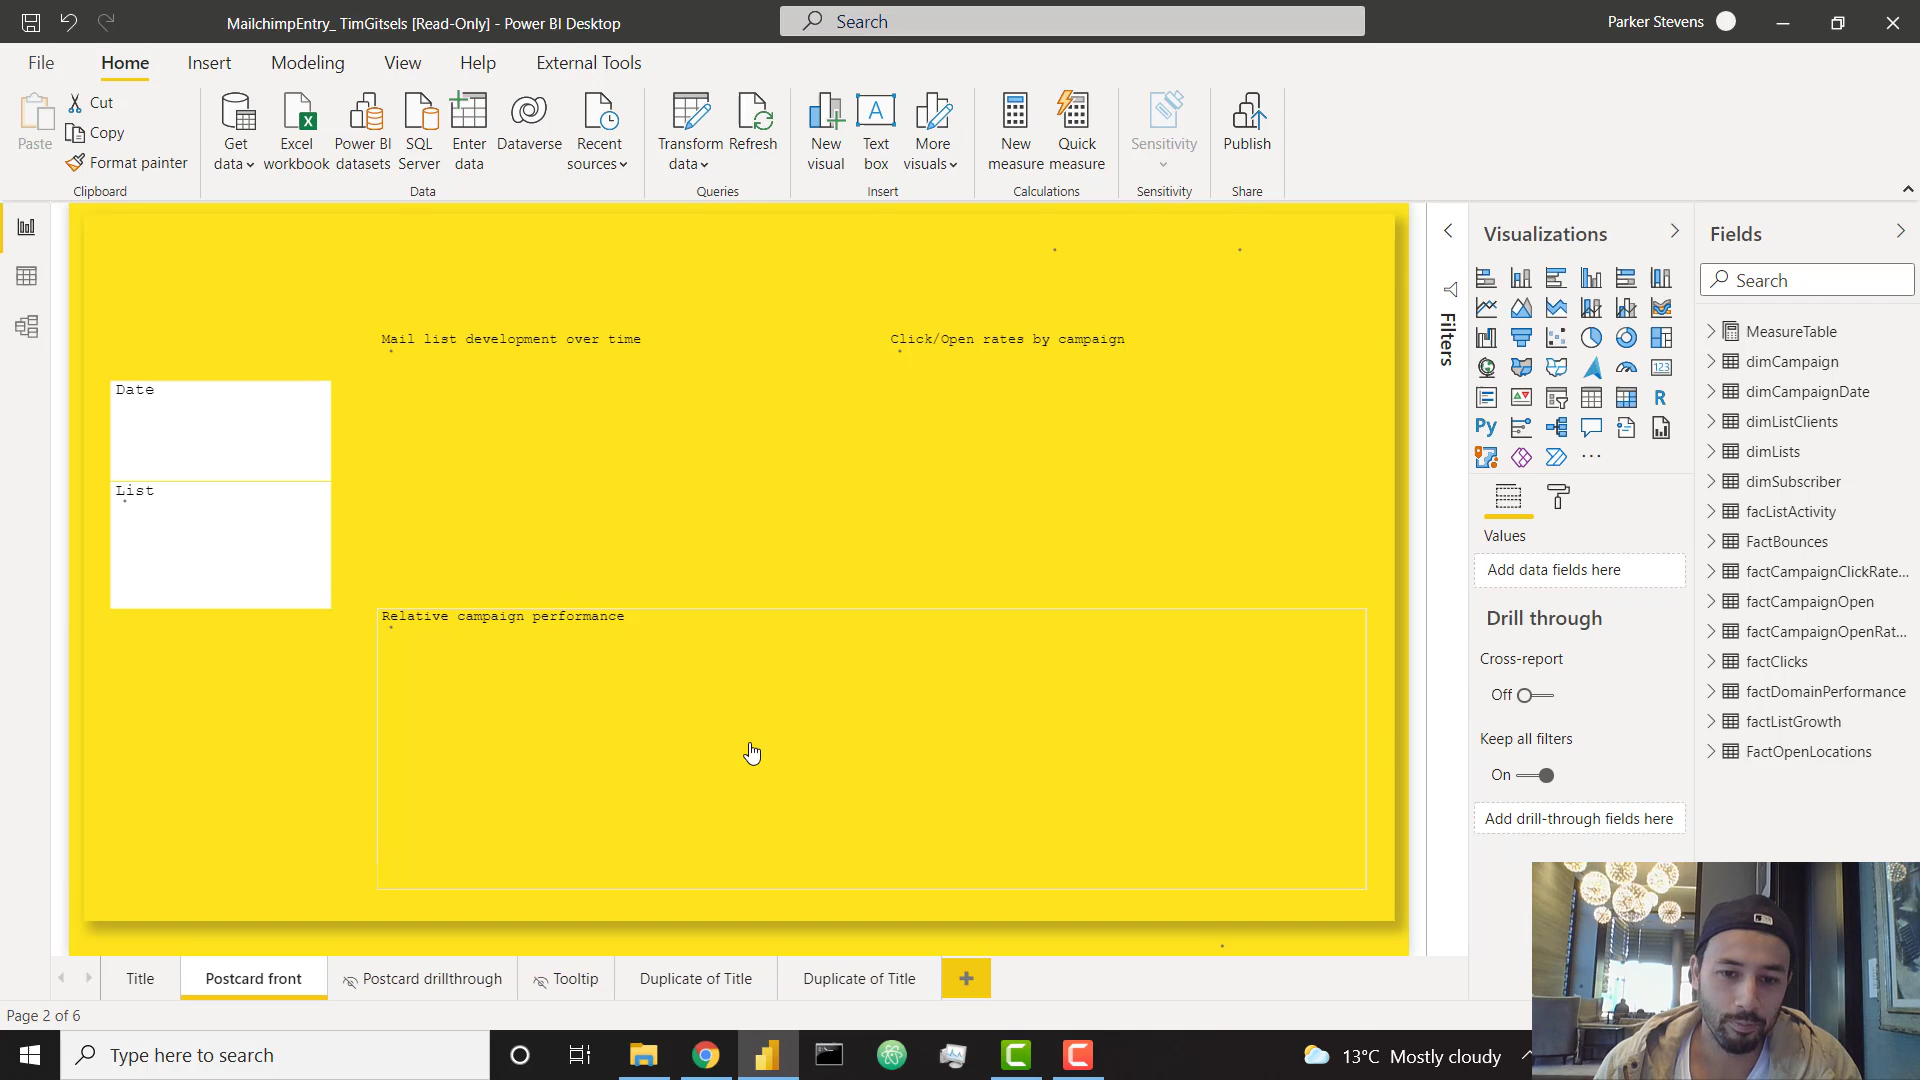 MailchimpEntry_ TimGitsels [Read-Only] - Power BI Desktop
Search
Parker Stevens
File
Home
Insert
Modeling
View
Help
External Tools
Paste
Cut
Copy
Format painter
Get
data
Excel
workbook
Power BI
datasets
SQL
Server
Enter
data
Dataverse
Recent
sources
Transform
data
Refresh
New
visual
Text
box
More
visuals
New
measure
Quick
measure
Sensitivity
Publish
Clipboard
Data
Queries
Insert
Calculations
Sensitivity
Share
Mail list development over time
Click/Open rates by campaign
Date
List
Relative campaign performance
Filters
Visualizations
123
R
Py
Values
Add data fields here
Drill through
Cross-report
Off
Keep all filters
On
Add drill-through fields here
Fields
Search
MeasureTable
dimCampaign
dimCampaignDate
dimListClients
dimLists
dimSubscriber
facListActivity
FactBounces
factCampaignClickRate...
factCampaignOpen
factCampaignOpenRat...
factClicks
factDomainPerformance
factListGrowth
FactOpenLocations
Title
Postcard front
Postcard drillthrough
Tooltip
Duplicate of Title
Duplicate of Title
Page 2 of 6
Type here to search
13°C Mostly cloudy